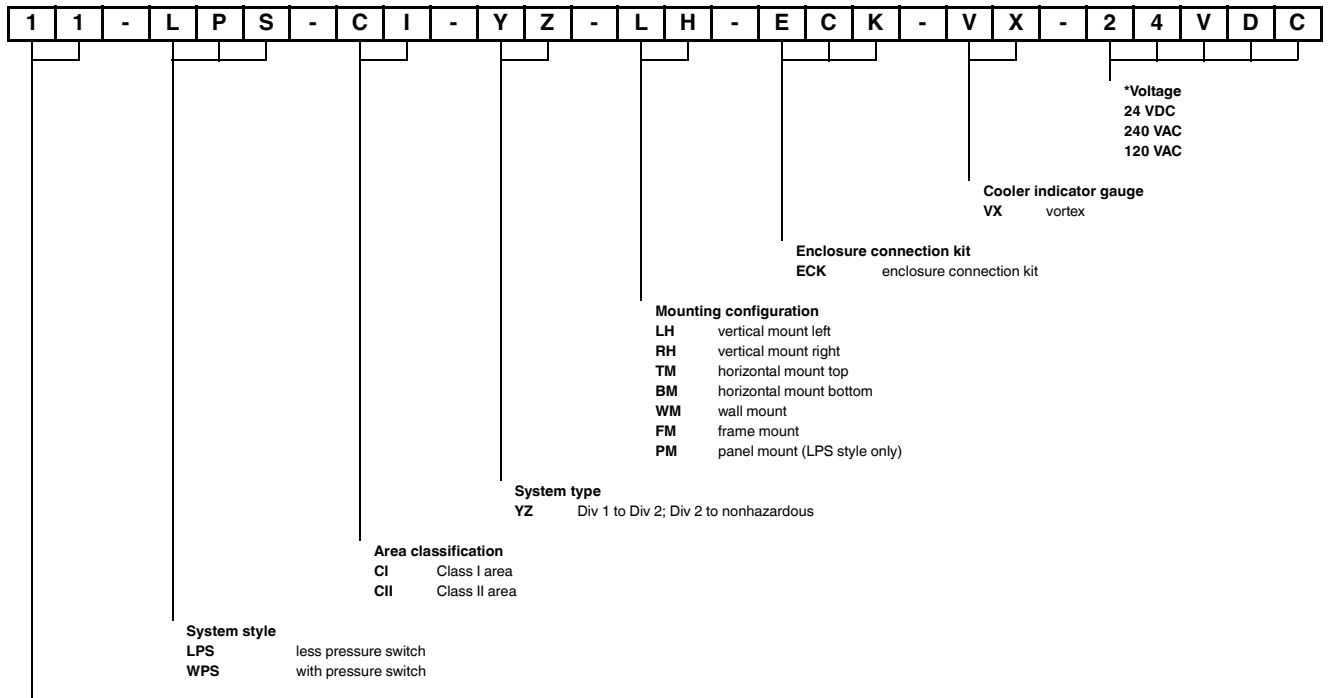 1 1 - L P S - C I - Y Z - L H - E C K - V X - 2 4 V D C
*Voltage
24 VDC
240 VAC
120 VAC
Cooler indicator gauge
VX vortex
Enclosure connection kit
ECK enclosure connection kit
Mounting configuration
LH vertical mount left
RH vertical mount right
TM horizontal mount top
BM horizontal mount bottom
WM wall mount
FM frame mount
PM panel mount (LPS style only)
System type
YZ Div 1 to Div 2; Div 2 to nonhazardous
Area classification
CI Class I area
CII Class II area
System style
LPS less pressure switch
WPS with pressure switch